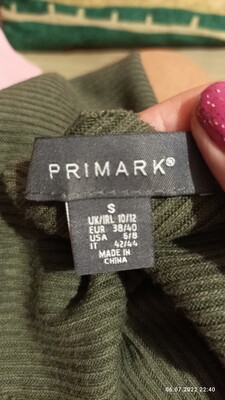 PRIMARK®
S
UK/IRL 10/12
EUR 38/40
USA 6/8
IT 42/44
MADE IN
CHINA
06.07.2022 22:40